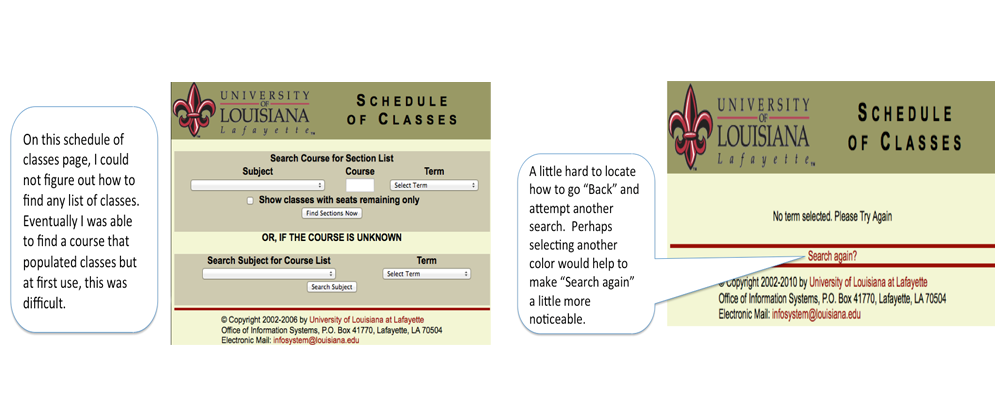 On this schedule of
classes page, I could
not figure out how to
find any list of classes.
Eventually I was able
to find a course that
populated classes but
at first use, this was
difficult.
UNIVERSITY
OF
LOUISIANA
Lafayette™
SCHEDULE
OF CLASSES
Search Course for Section List
Subject Course Term
Select Term
Show classes with seats remaining only
Find Sections Now
OR, IF THE COURSE IS UNKNOWN
Search Subject for Course List Term
Select Term
Search Subject
© Copyright 2002-2006 by University of Louisiana at Lafayette
Office of Information Systems, P.O. Box 41770, Lafayette, LA 70504
Electronic Mail: infosystem@louisiana.edu
A little hard to locate
how to go “Back” and
attempt another
search. Perhaps
selecting another
color would help to
make “Search again”
a little more
noticeable.
UNIVERSITY
OF
LOUISIANA
Lafayette™
SCHEDULE
OF CLASSES
No term selected. Please Try Again
Search again?
© Copyright 2002-2010 by University of Louisiana at Lafayette
Office of Information Systems, P.O. Box 41770, Lafayette, LA 70504
Electronic Mail: infosystem@louisiana.edu